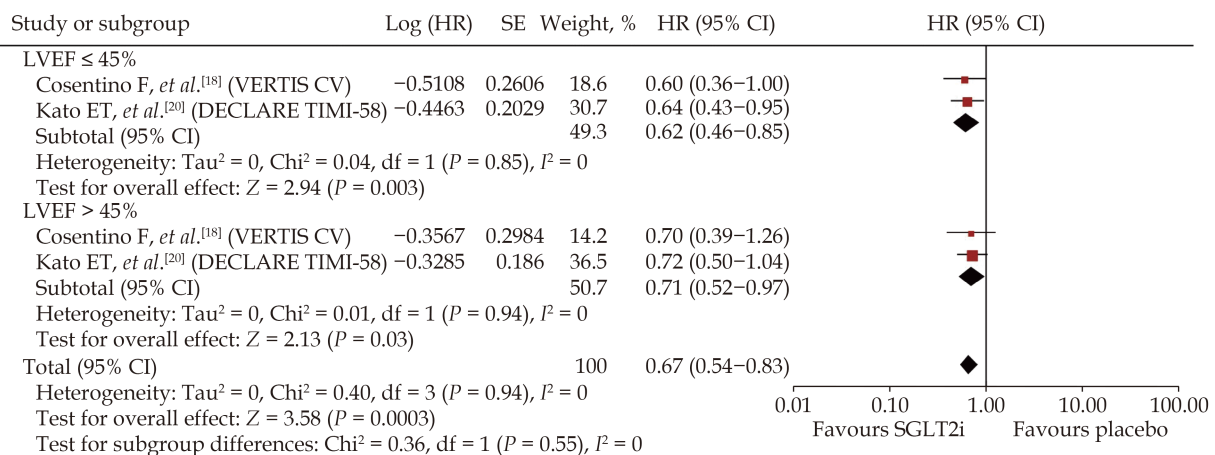 Study or subgroup Log (HR) SE Weight, % HR (95% CI) HR (95% CI)
LVEF ≤ 45%
Cosentino F, et al.[18] (VERTIS CV) −0.5108 0.2606 18.6 0.60 (0.36−1.00)
Kato ET, et al.[20] (DECLARE TIMI-58) −0.4463 0.2029 30.7 0.64 (0.43−0.95)
Subtotal (95% CI) 49.3 0.62 (0.46−0.85)
Heterogeneity: Tau² = 0, Chi² = 0.04, df = 1 (P = 0.85), I² = 0
Test for overall effect: Z = 2.94 (P = 0.003)
LVEF > 45%
Cosentino F, et al.[18] (VERTIS CV) −0.3567 0.2984 14.2 0.70 (0.39−1.26)
Kato ET, et al.[20] (DECLARE TIMI-58) −0.3285 0.186 36.5 0.72 (0.50−1.04)
Subtotal (95% CI) 50.7 0.71 (0.52−0.97)
Heterogeneity: Tau² = 0, Chi² = 0.01, df = 1 (P = 0.94), I² = 0
Test for overall effect: Z = 2.13 (P = 0.03)
Total (95% CI) 100 0.67 (0.54−0.83)
Heterogeneity: Tau² = 0, Chi² = 0.40, df = 3 (P = 0.94), I² = 0
Test for overall effect: Z = 3.58 (P = 0.0003)
Test for subgroup differences: Chi² = 0.36, df = 1 (P = 0.55), I² = 0
0.01 0.10 1.00 10.00 100.00
Favours SGLT2i Favours placebo